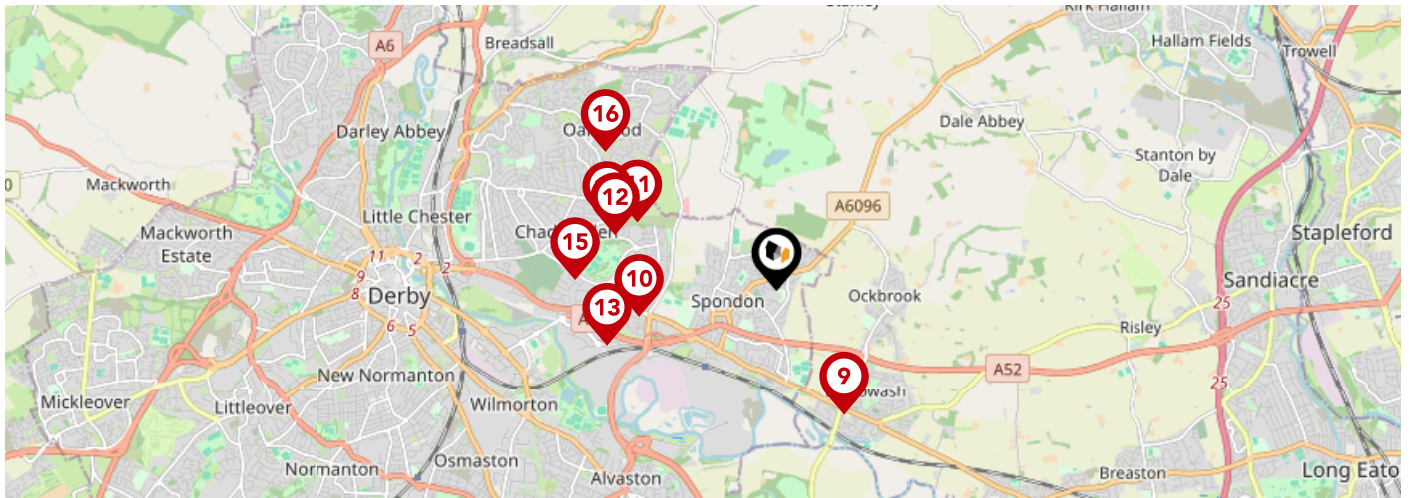 Stanley
Kirk Hallam
A6
Breadsall
Hallam Fields
Trowell
16
Darley Abbey
Dale Abbey
Stanton by
Dale
0
Mackworth
12
A6096
Little Chester
Mackworth
Estate
15
Stapleford
11
2
2
9
8
Derby
10
Spondon
Ockbrook
Sandiacre
25
13
6
5
Risley
A52
New Normanton
9
25
Mickleover
Littleover
Wilmorton
Normanton
Osmaston
Alvaston
Breaston
Long Eato